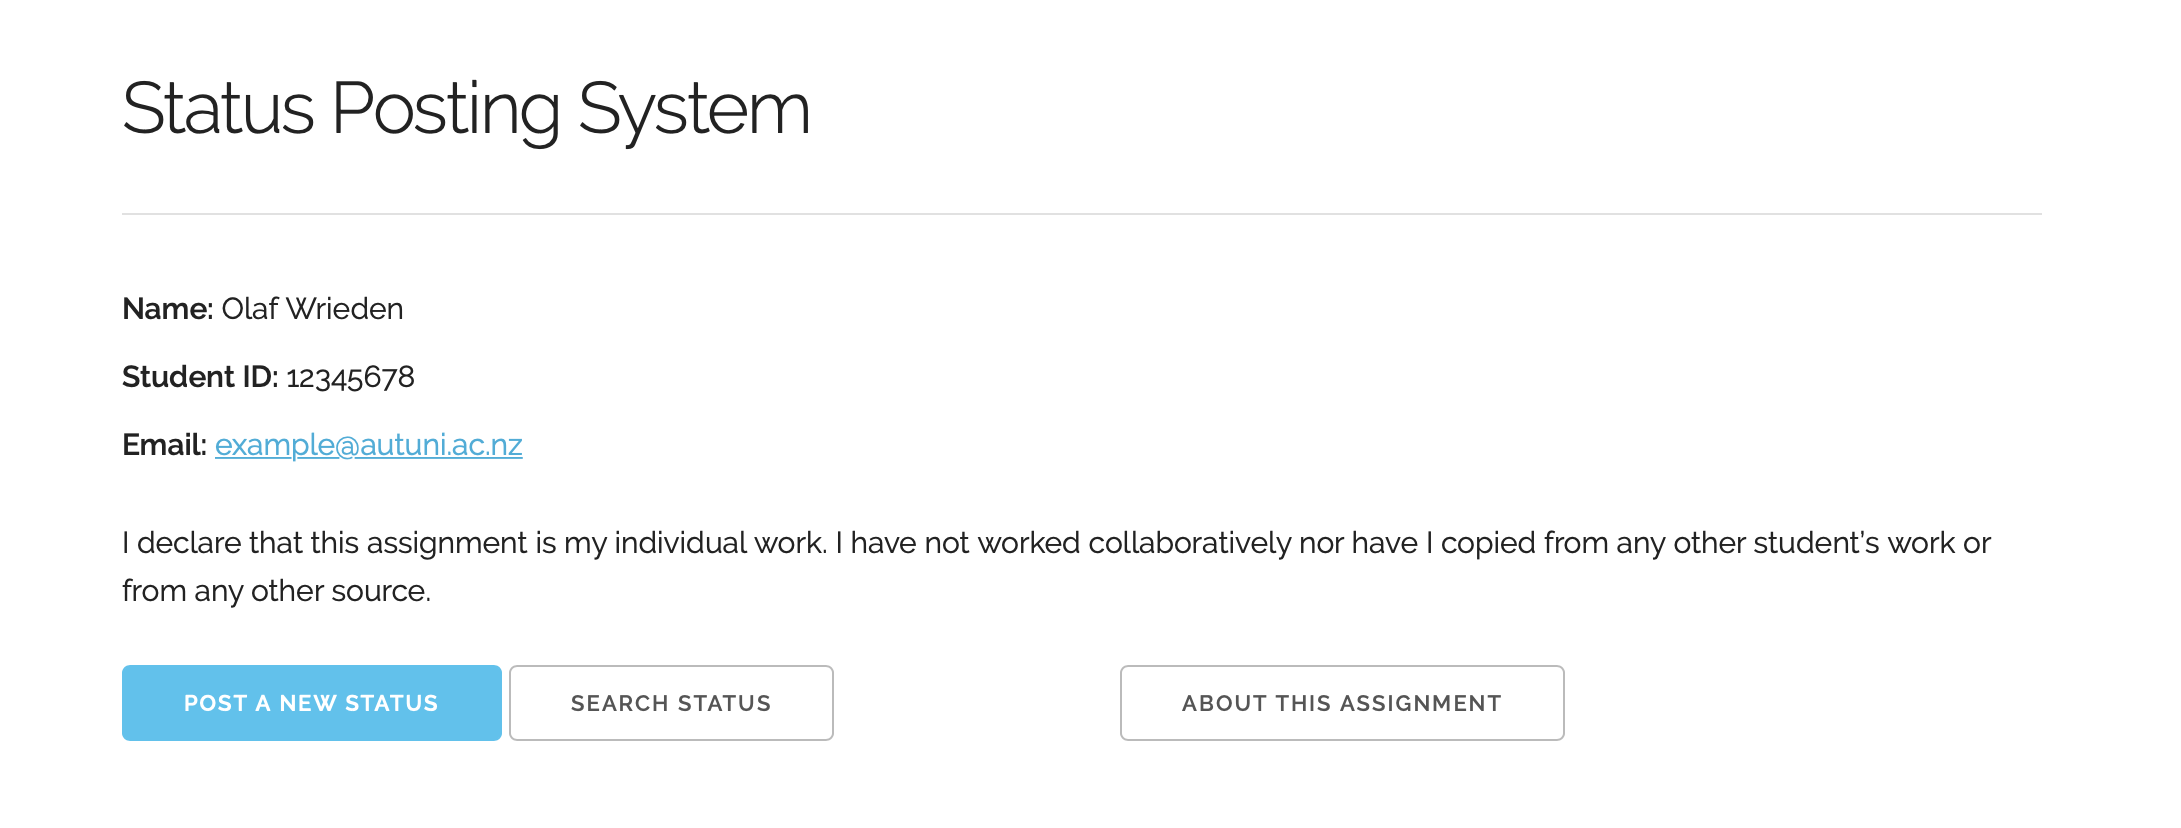 Status Posting System
Name: Olaf Wrieden
Student ID: 12345678
Email: example@autuni.ac.nz
I declare that this assignment is my individual work. I have not worked collaboratively nor have I copied from any other student's work or
from any other source.
POST A NEW STATUS SEARCH STATUS ABOUT THIS ASSIGNMENT